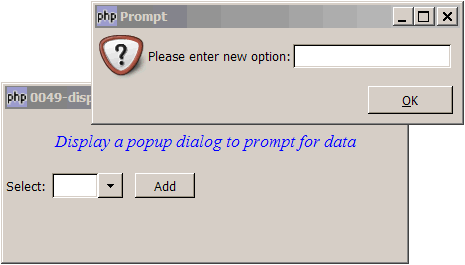 php Prompt
?
Please enter new option:
OK
php 0049-disp
Display a popup dialog to prompt for data
Select:
Add